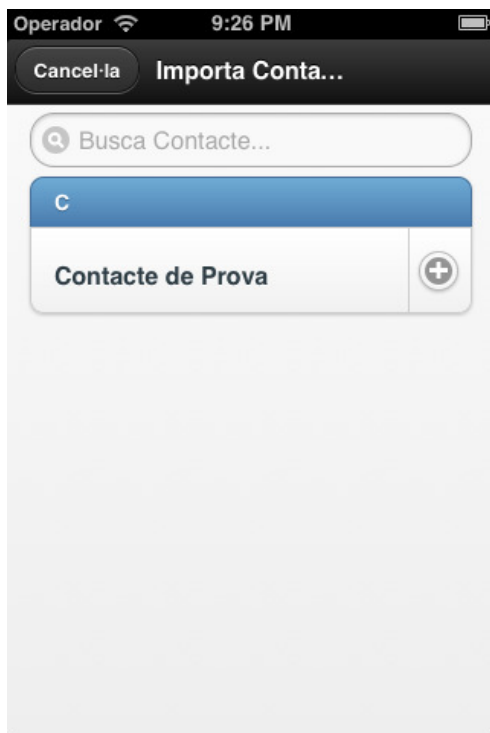 Operador 9:26 PM
Cancel·la Importa Conta...
Busca Contacte...
C
Contacte de Prova